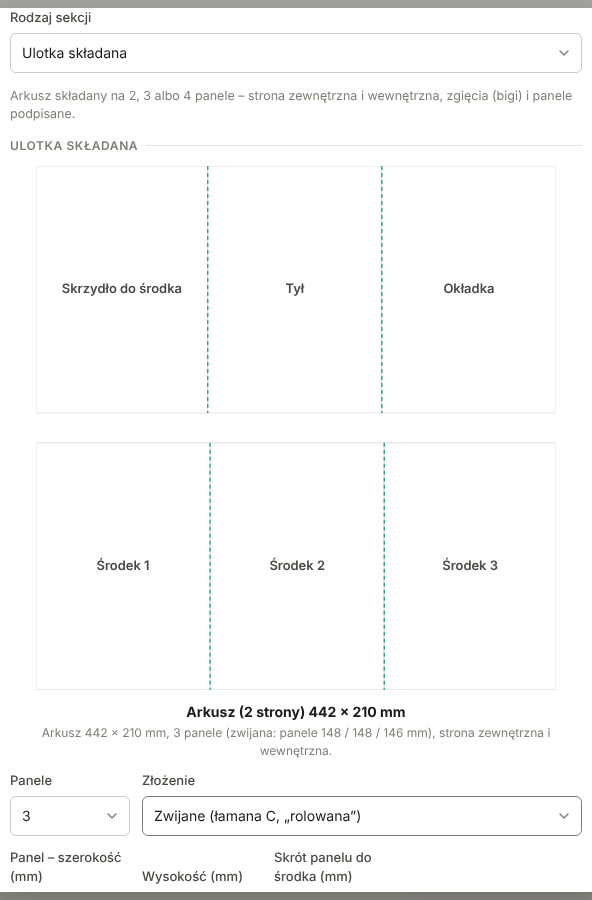 Rodzaj sekcji
Ulotka składana
Arkusz składany na 2, 3 albo 4 panele – strona zewnętrzna i wewnętrzna, zgięcia (bigi) i panele
podpisane.
ULOTKA SKŁADANA
Skrzydło do środka
Tył
Okładka
Środek 1
Środek 2
Środek 3
Arkusz (2 strony) 442 × 210 mm
Arkusz 442 × 210 mm, 3 panele (zwijana: panele 148 / 148 / 146 mm), strona zewnętrzna i
wewnętrzna.
Panele
Złożenie
3
Zwijane (łamana C, „rolowana”)
Panel – szerokość
(mm)
Wysokość (mm)
Skrót panelu do
środka (mm)